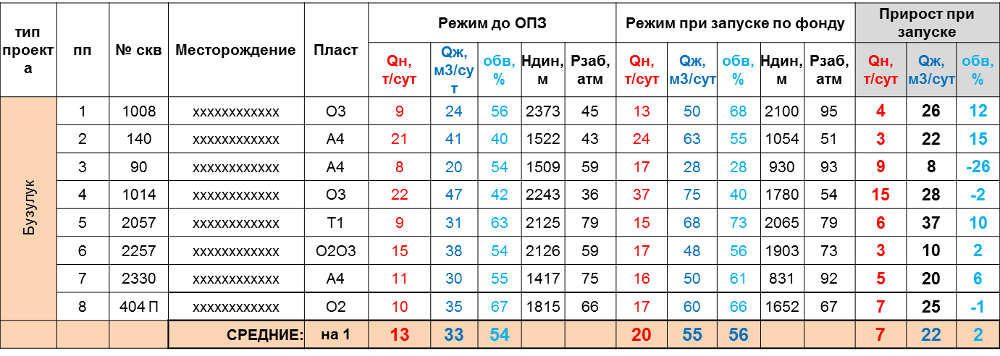 тип проект а | пп | № скв | Месторождение | Пласт | Режим до ОПЗ | Режим при запуске по фонду | Прирост при запуске
Qн, т/сут | Qж, м3/су т | обв, % | Ндин, м | Рзаб, атм | Qн, т/сут | Qж, м3/сут | обв, % | Ндин, м | Рзаб, атм | Qн, т/сут | Qж, м3/сут | обв, %
Бузулук
1 | 1008 | xxxxxxxxxxxx | О3 | 9 | 24 | 56 | 2373 | 45 | 13 | 50 | 68 | 2100 | 95 | 4 | 26 | 12
2 | 140 | xxxxxxxxxxxx | А4 | 21 | 41 | 40 | 1522 | 43 | 24 | 63 | 55 | 1054 | 51 | 3 | 22 | 15
3 | 90 | xxxxxxxxxxxx | А4 | 8 | 20 | 54 | 1509 | 59 | 17 | 28 | 28 | 930 | 93 | 9 | 8 | -26
4 | 1014 | xxxxxxxxxxxx | О3 | 22 | 47 | 42 | 2243 | 36 | 37 | 75 | 40 | 1780 | 54 | 15 | 28 | -2
5 | 2057 | xxxxxxxxxxxx | Т1 | 9 | 31 | 63 | 2125 | 79 | 15 | 68 | 73 | 2065 | 79 | 6 | 37 | 10
6 | 2257 | xxxxxxxxxxxx | О2О3 | 15 | 38 | 54 | 2126 | 59 | 17 | 48 | 56 | 1903 | 73 | 3 | 10 | 2
7 | 2330 | xxxxxxxxxxxx | А4 | 11 | 30 | 55 | 1417 | 75 | 16 | 50 | 61 | 831 | 92 | 5 | 20 | 6
8 | 404 П | xxxxxxxxxxxx | О2 | 10 | 35 | 67 | 1815 | 66 | 17 | 60 | 66 | 1652 | 67 | 7 | 25 | -1
СРЕДНИЕ: | на 1 | 13 | 33 | 54 | 20 | 55 | 56 | 7 | 22 | 2